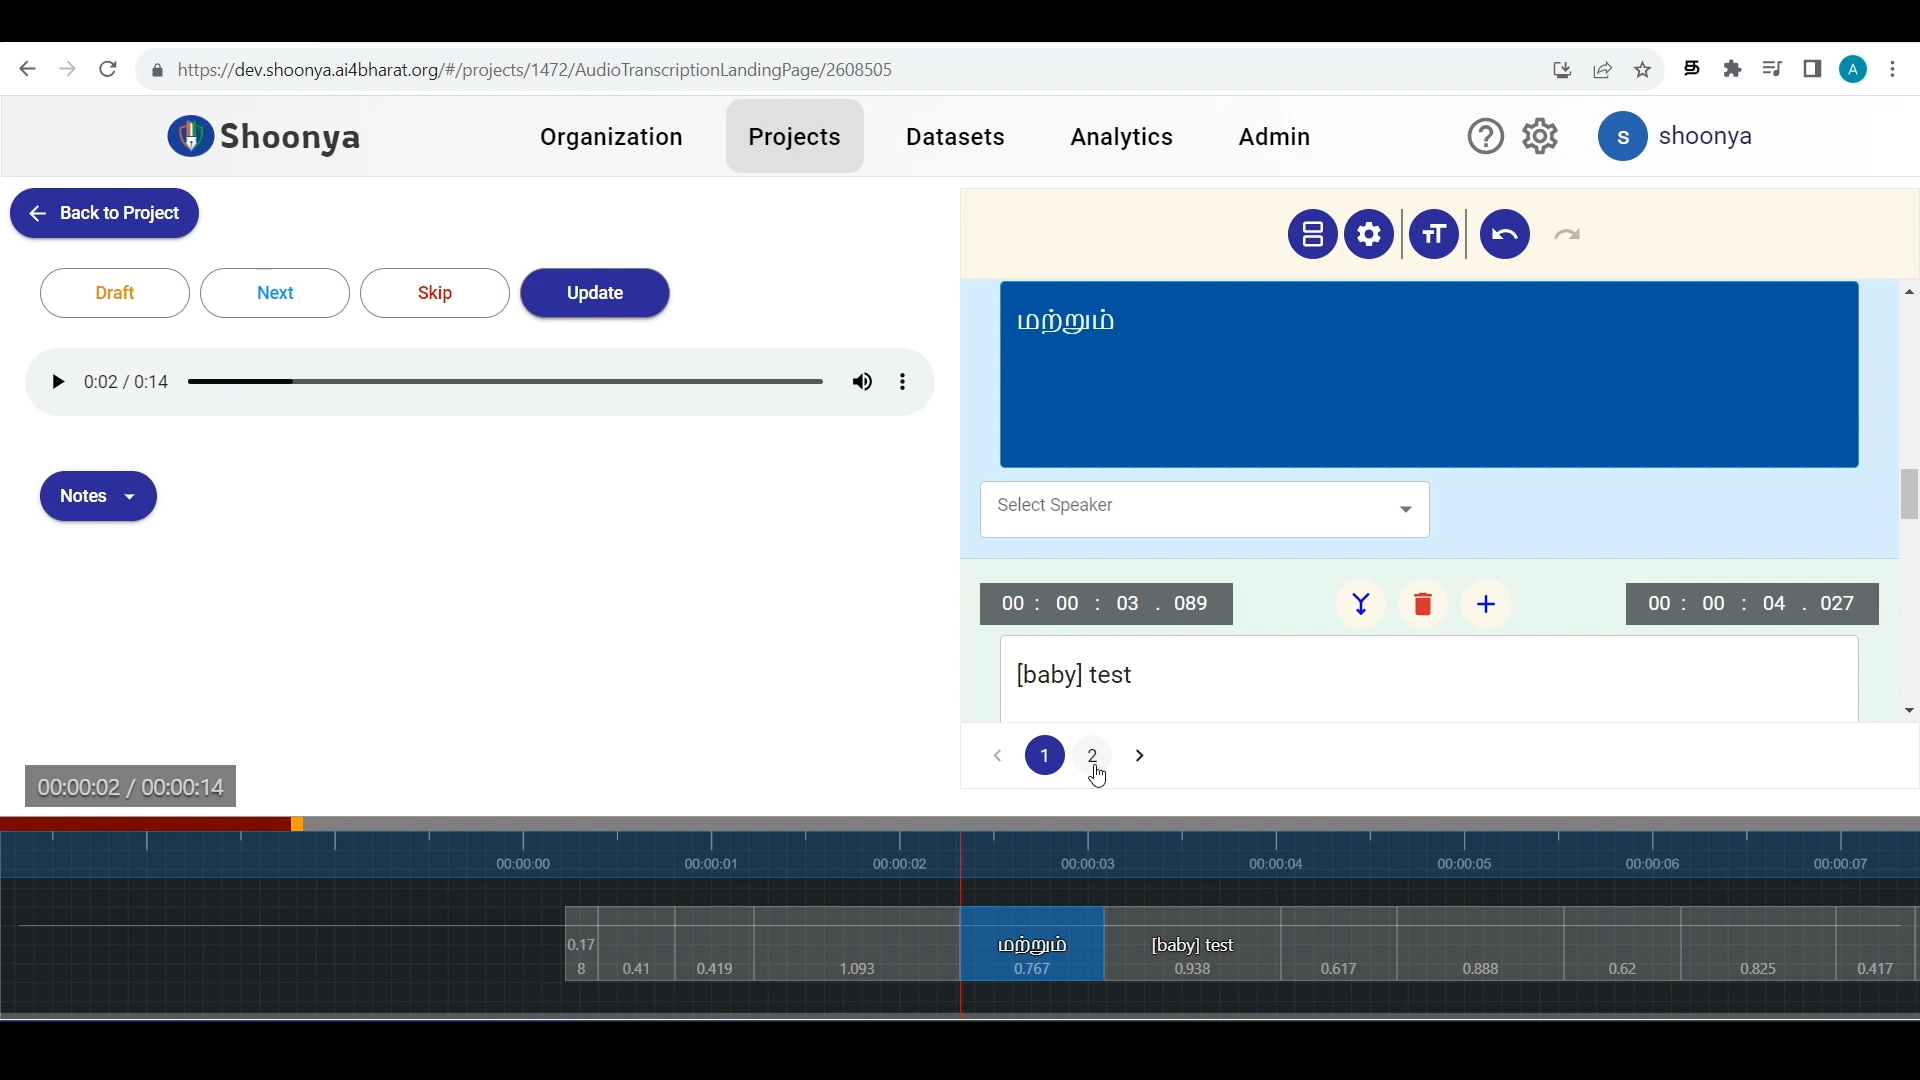 https://dev.shoonya.ai4bharat.org/#/projects/1472/AudioTranscriptionLandingPage/2608505
A
Shoonya
Organization
Projects
Datasets
Analytics
Admin
s
shoonya
Back to Project
Draft
Next
Skip
Update
0:02 / 0:14
Notes
மற்றும்
Select Speaker
00 : 00 : 03 . 089
00 : 00 : 04 . 027
[baby] test
1
2
00:00:02 / 00:00:14
00:00:00
00:00:01
00:00:02
00:00:03
00:00:04
00:00:05
00:00:06
00:00:07
0.17
8
0.41
0.419
1.093
மற்றும்
0.767
[baby] test
0.938
0.617
0.888
0.62
0.825
0.417